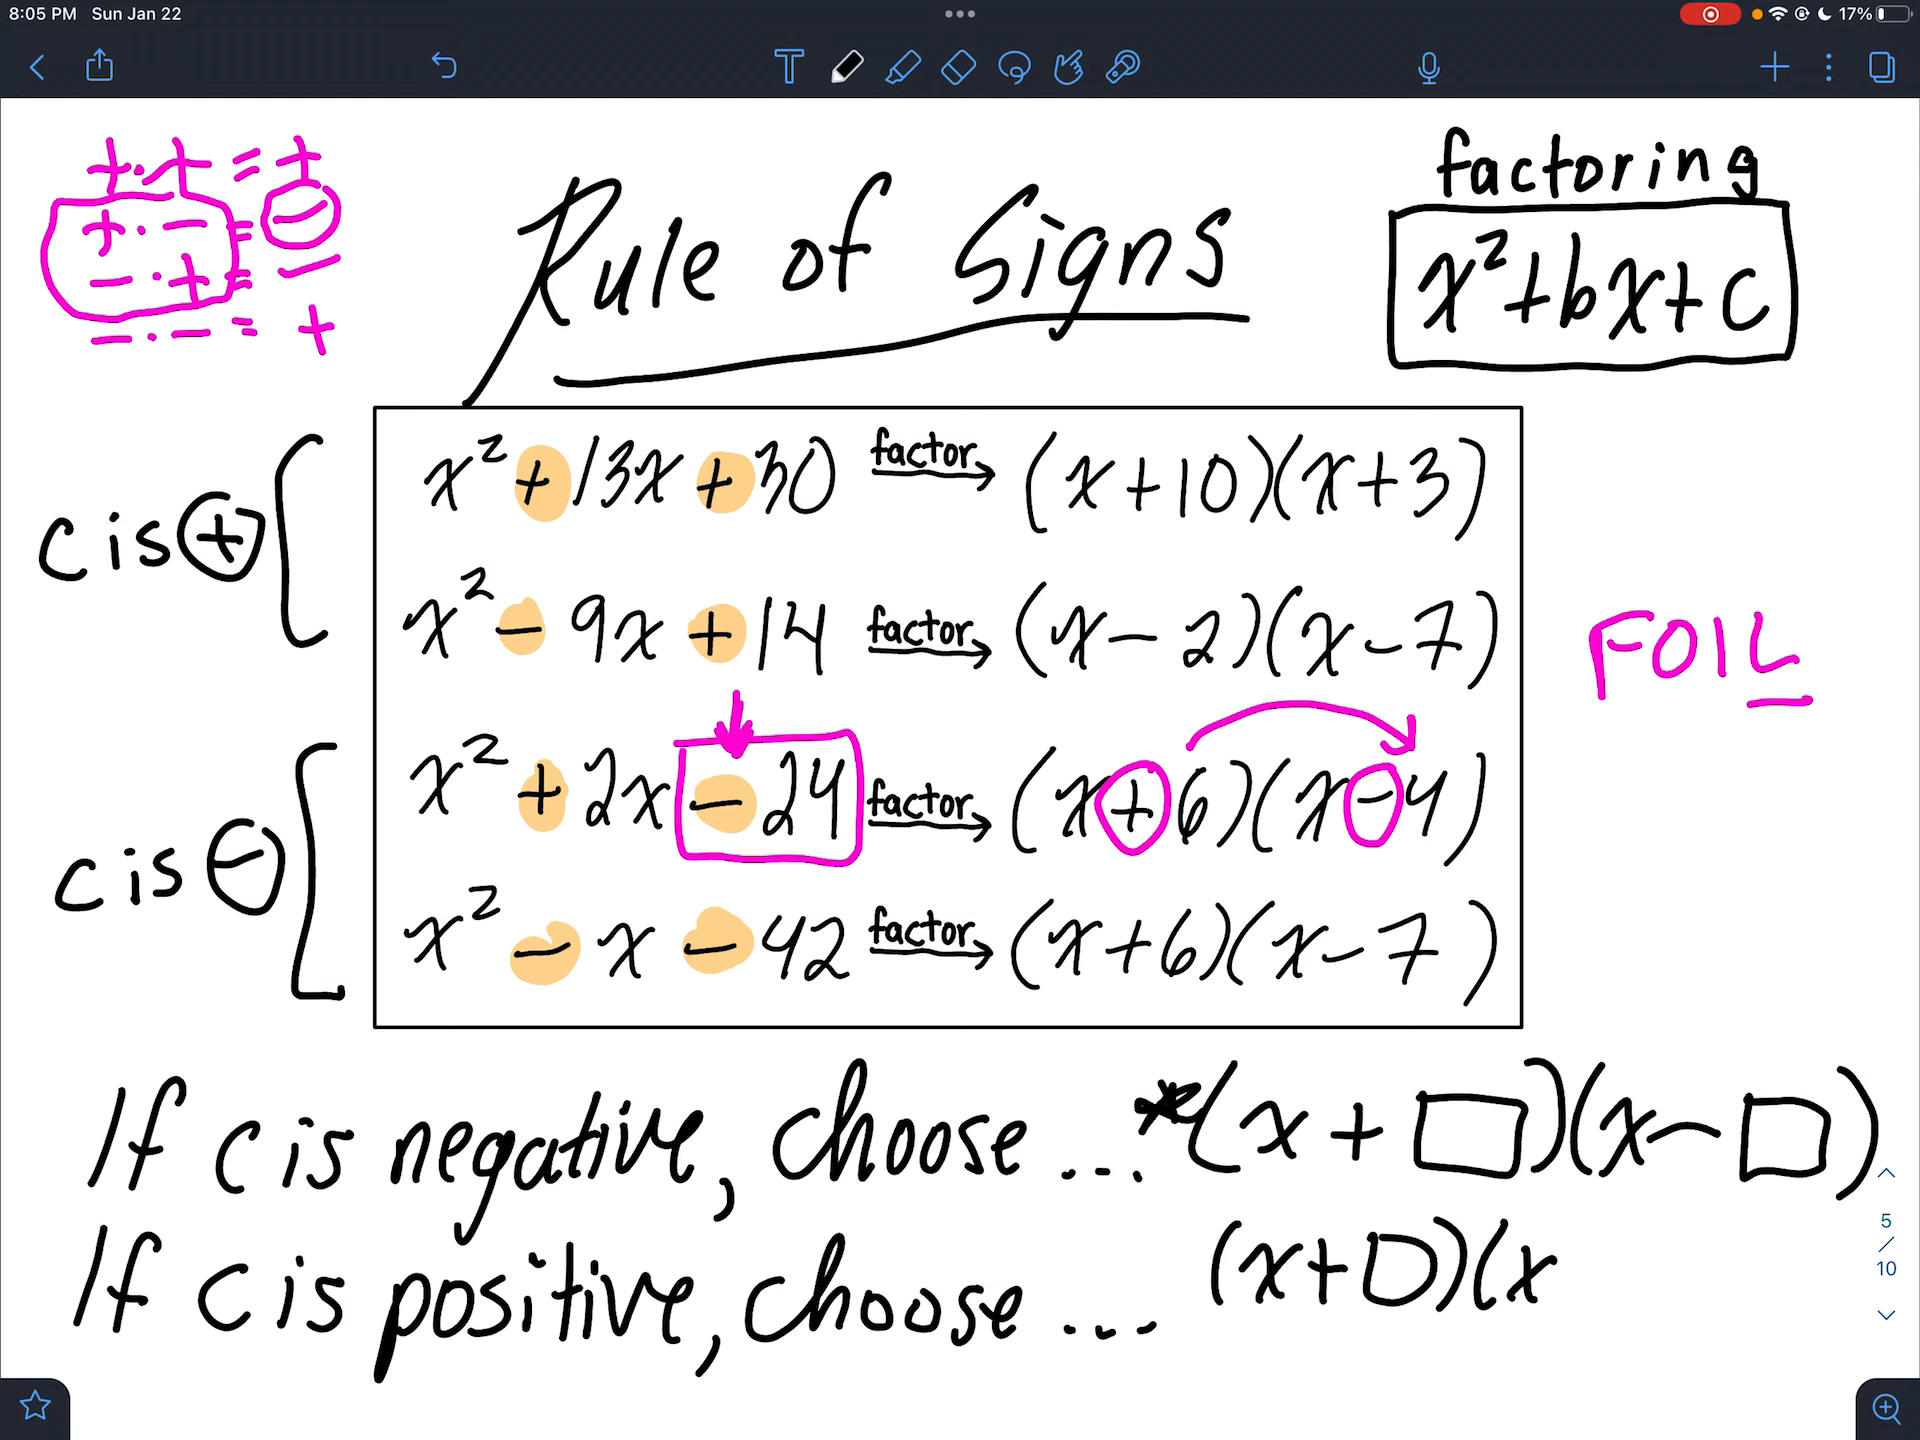 8:05 PM Sun Jan 22
17%
+ · + = +
+ · − = −
− · + = −
− · − = +
Rule of Signs
factoring
x²+bx+c
c is +
x² + 13x + 30 factor (x+10)(x+3)
x² − 9x + 14 factor (x−2)(x−7)
FOIL
c is −
x² + 2x − 24 factor (x+6)(x−4)
x² − x − 42 factor (x+6)(x−7)
If c is negative, choose ... *(x + □)(x − □)
If c is positive, choose ... (x+□)(x
5
/
10